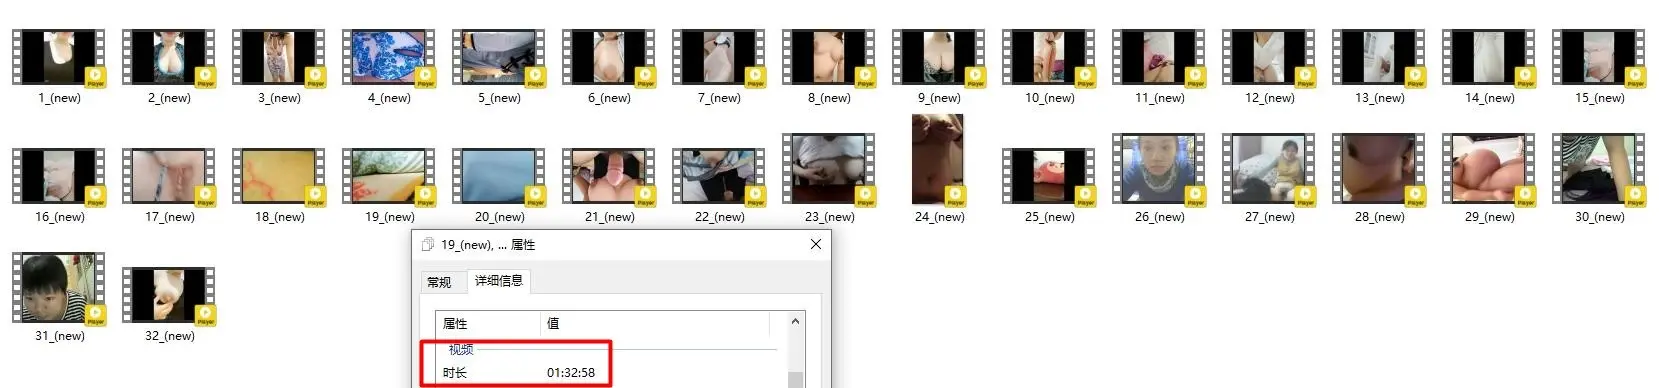 1_(new) 2_(new) 3_(new) 4_(new) 5_(new) 6_(new) 7_(new) 8_(new) 9_(new) 10_(new) 11_(new) 12_(new) 13_(new) 14_(new) 15_(new)
16_(new) 17_(new) 18_(new) 19_(new) 20_(new) 21_(new) 22_(new) 23_(new) 24_(new) 25_(new) 26_(new) 27_(new) 28_(new) 29_(new) 30_(new)
31_(new) 32_(new)
19_(new), ... 属性
常规 详细信息
属性 值
视频
时长 01:32:58